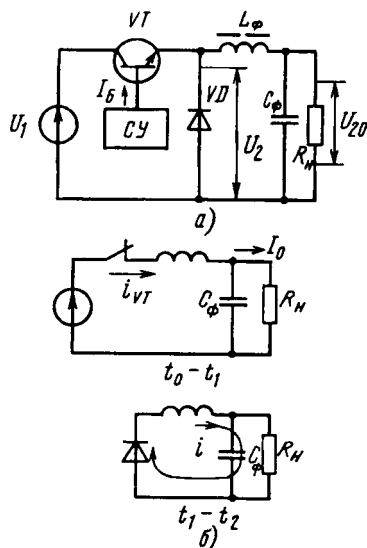 VT
Lф
U1
IБ
СУ
VD
U2
Cф
Rн
U20
а)
iVT
I0
Cф
Rн
t0 – t1
i
Cф
Rн
t1 – t2
б)